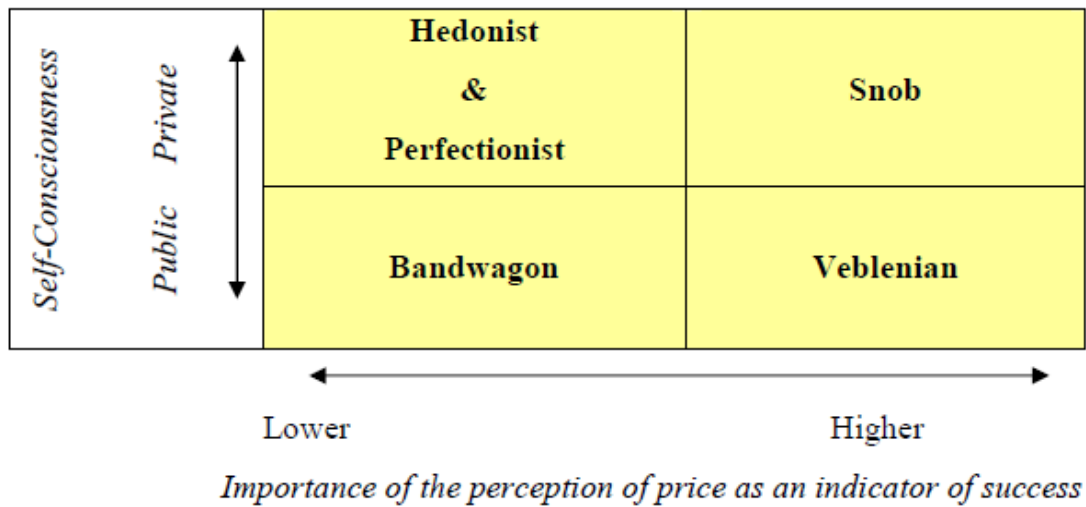 Self-Consciousness
Private
Public
Hedonist
&
Perfectionist
Snob
Bandwagon
Veblenian
Lower
Higher
Importance of the perception of price as an indicator of success